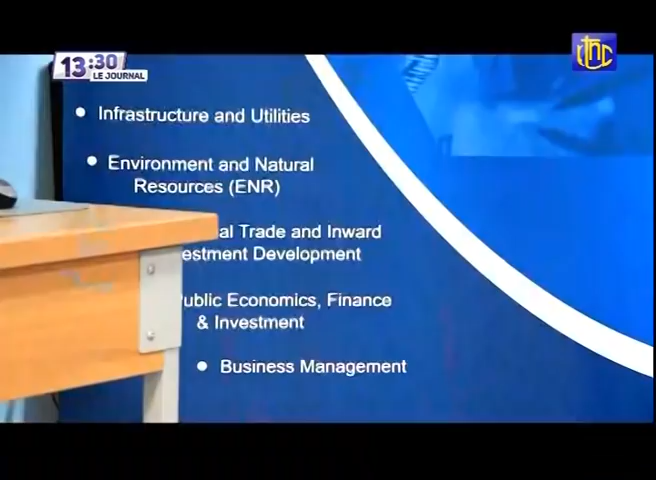 13:30
LE JOURNAL
Infrastructure and Utilities
Environment and Natural
Resources (ENR)
al Trade and Inward
estment Development
Public Economics, Finance
& Investment
Business Management